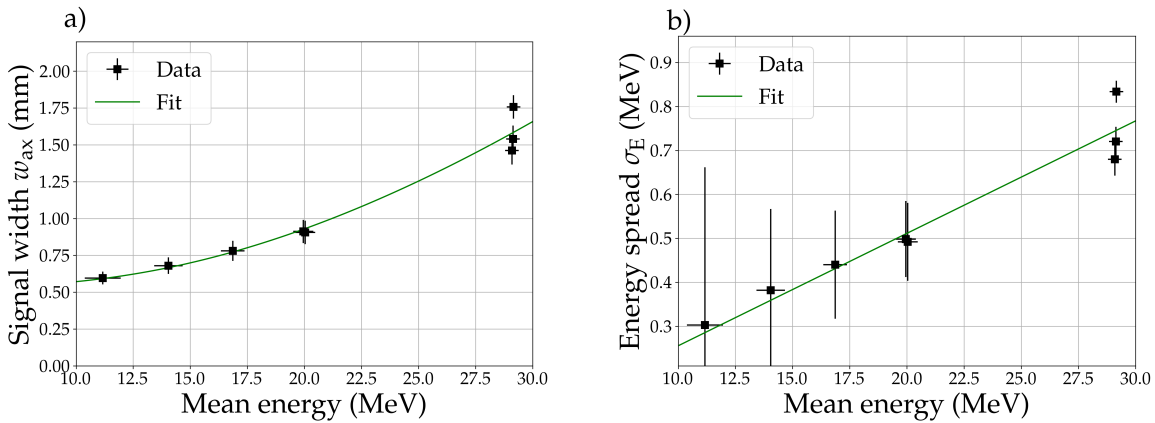 a)
Signal width w_ax (mm)
2.00
1.75
1.50
1.25
1.00
0.75
0.50
0.25
0.00
Data
Fit
10.0 12.5 15.0 17.5 20.0 22.5 25.0 27.5 30.0
Mean energy (MeV)
b)
Energy spread σ_E (MeV)
0.9
0.8
0.7
0.6
0.5
0.4
0.3
Data
Fit
10.0 12.5 15.0 17.5 20.0 22.5 25.0 27.5 30.0
Mean energy (MeV)